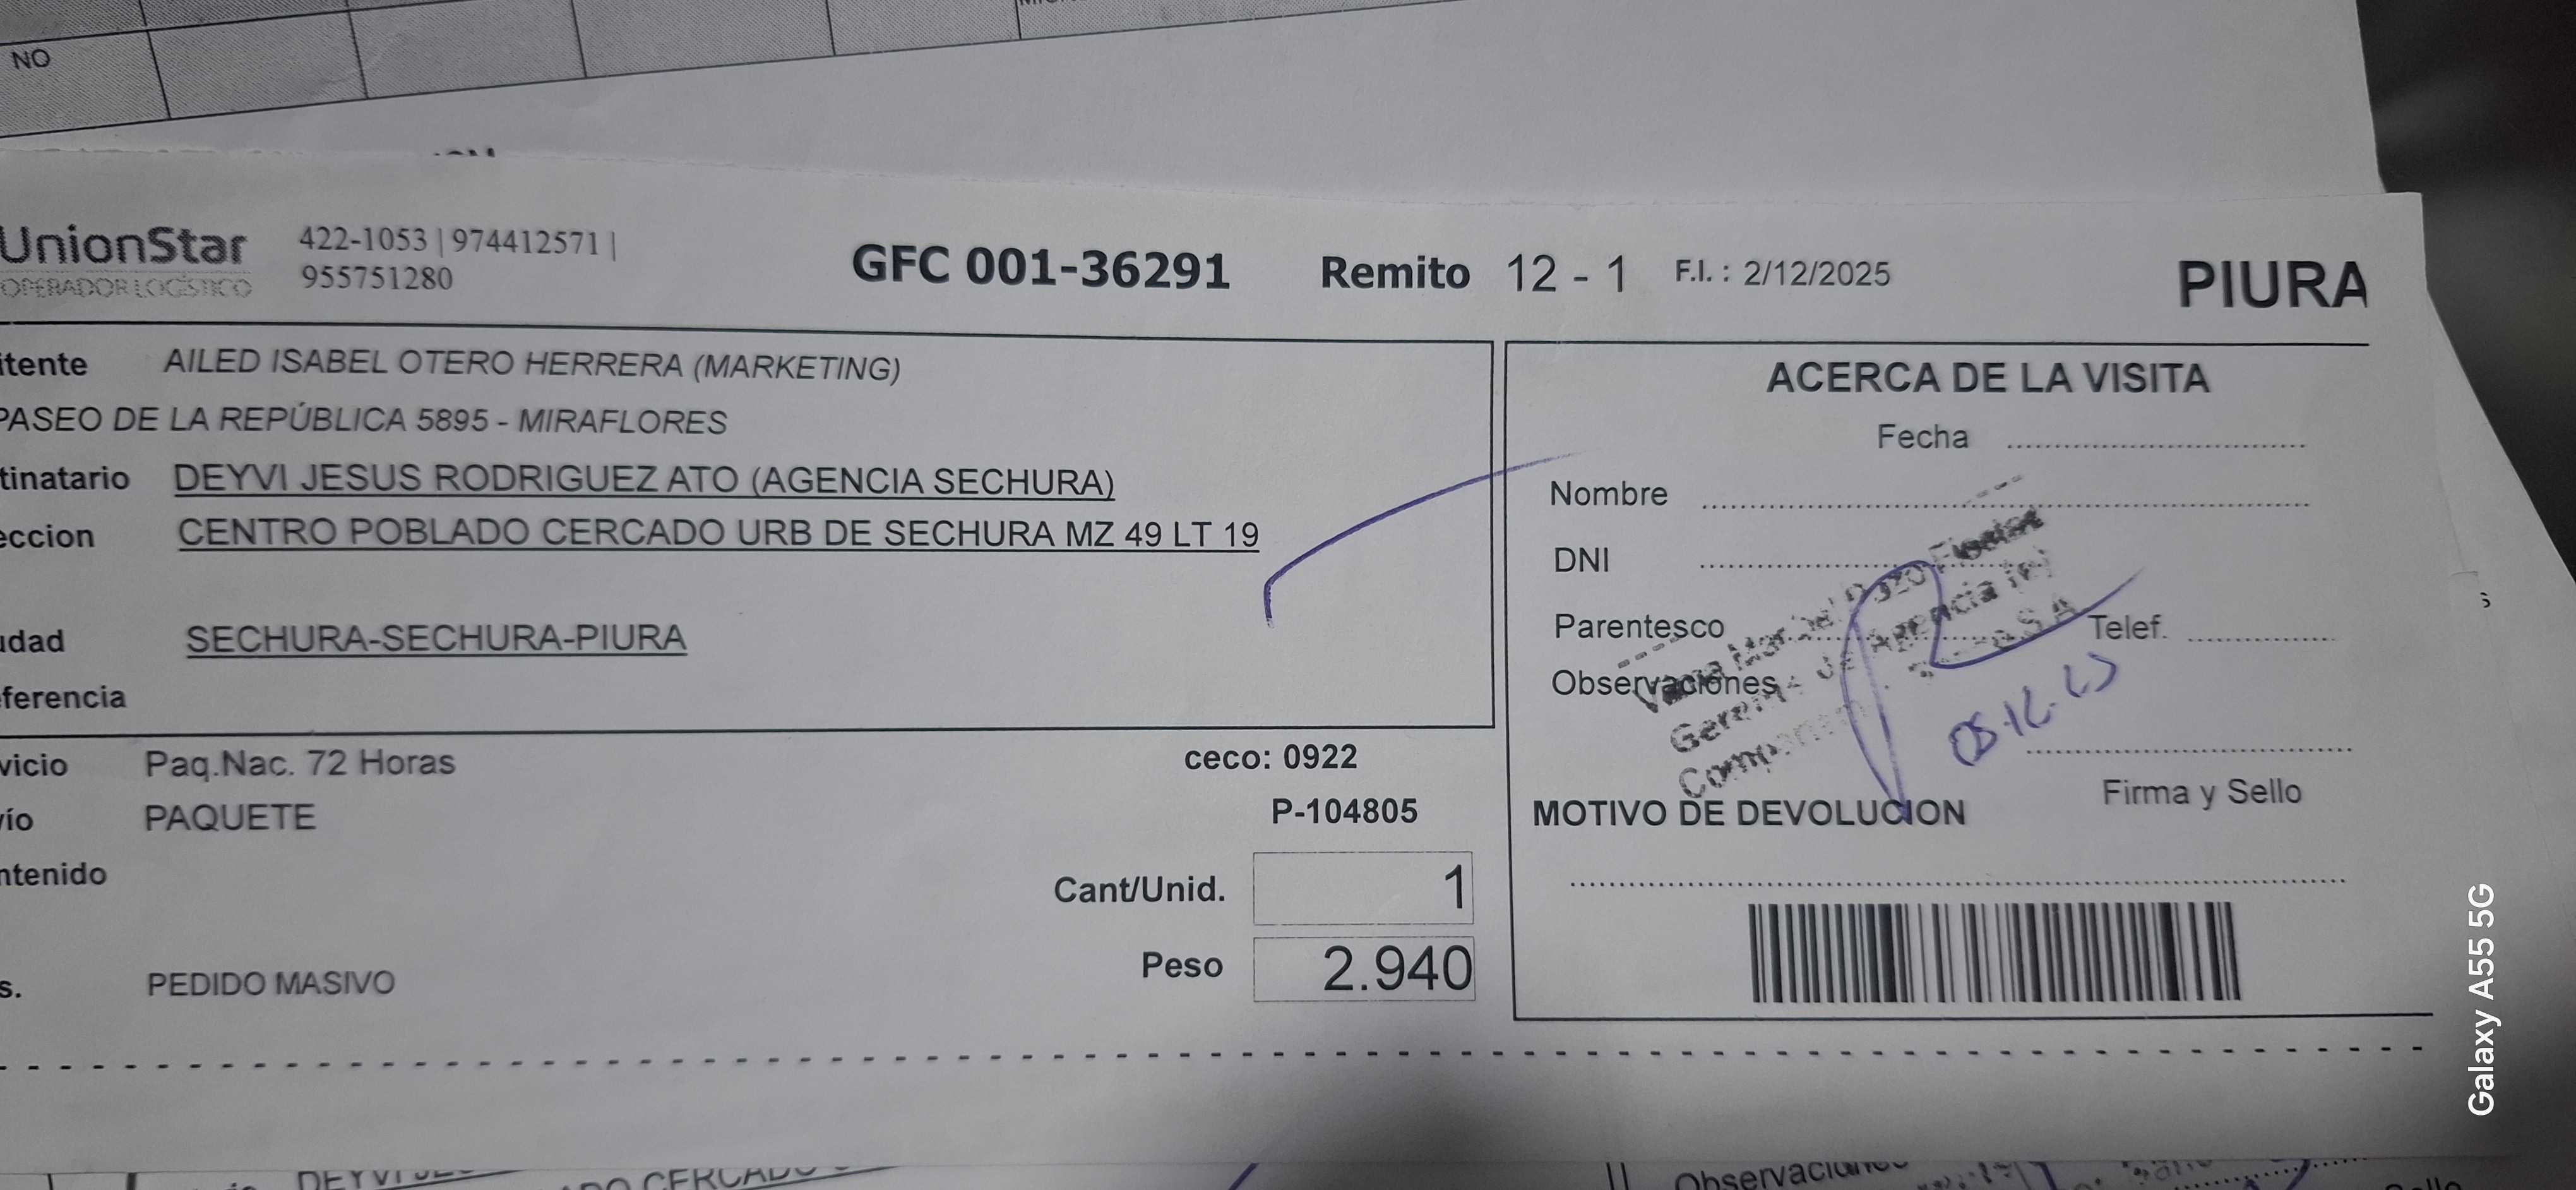 NO
UnionStar 422-1053 | 974412571 |
OPERADOR LOGÍSTICO 955751280
GFC 001-36291 Remito 12 - 1 F.I. : 2/12/2025 PIURA
itente AILED ISABEL OTERO HERRERA (MARKETING)
PASEO DE LA REPÚBLICA 5895 - MIRAFLORES
tinatario DEYVI JESUS RODRIGUEZ ATO (AGENCIA SECHURA)
eccion CENTRO POBLADO CERCADO URB DE SECHURA MZ 49 LT 19
udad SECHURA-SECHURA-PIURA
ferencia
vicio Paq.Nac. 72 Horas ceco: 0922
ío PAQUETE P-104805
ntenido
Cant/Unid. 1
Peso 2.940
s. PEDIDO MASIVO
ACERCA DE LA VISITA
Fecha
Nombre
DNI
Parentesco Telef.
Observaciones
Agencia (e)
S.A.
Firma y Sello
MOTIVO DE DEVOLUCION
Galaxy A55 5G
CERCADO
Observaciones